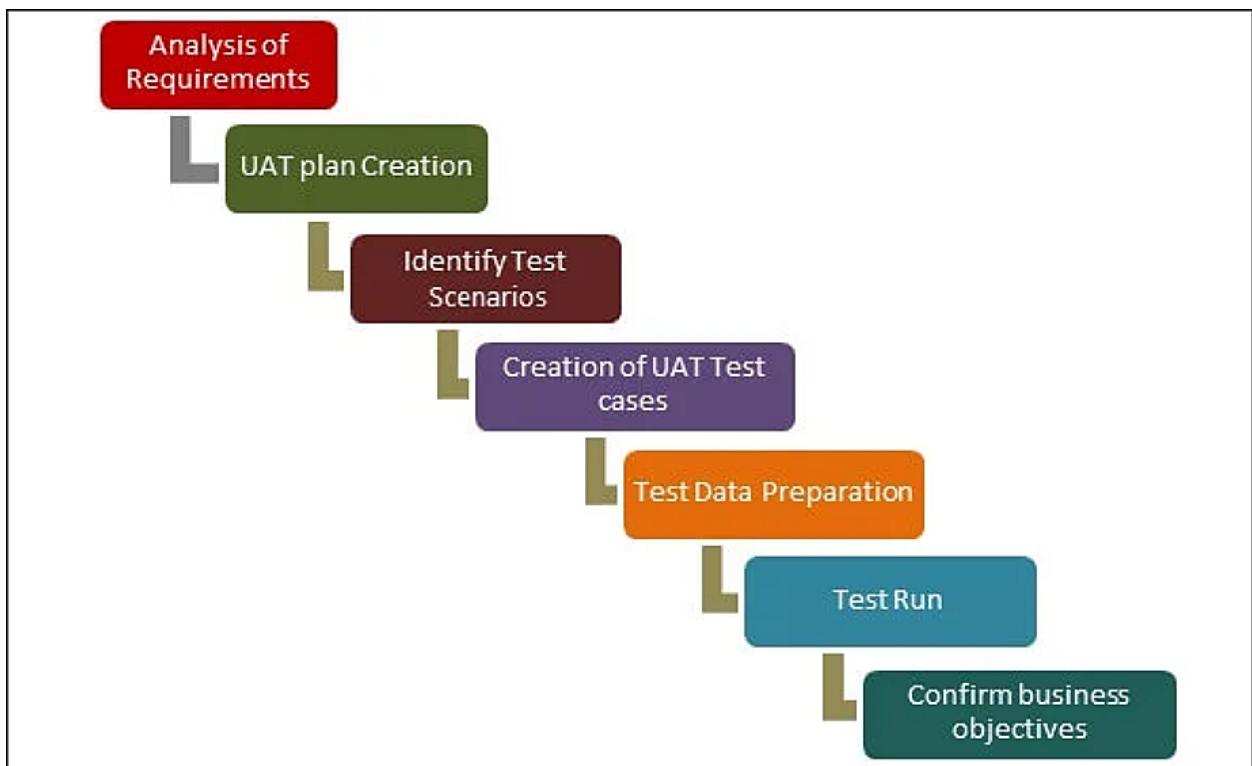 Analysis of
Requirements
UAT plan Creation
Identify Test
Scenarios
Creation of UAT Test
cases
Test Data Preparation
Test Run
Confirm business
objectives